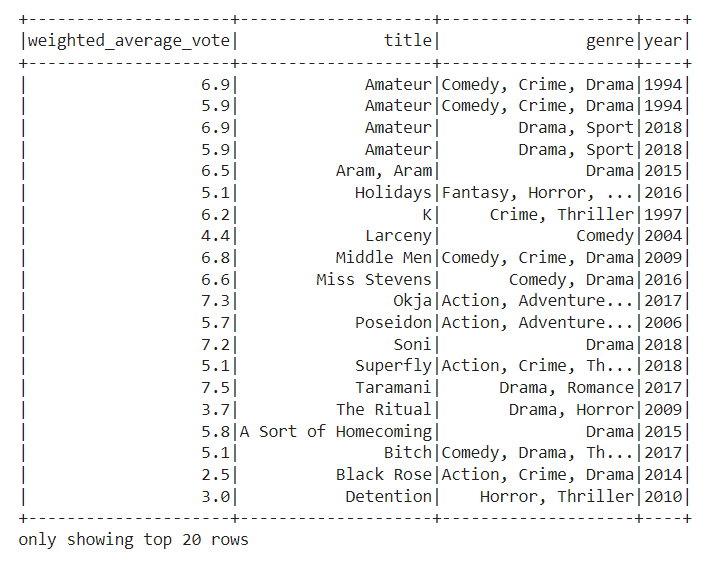 +--------------------+--------------------+--------------------+----+
|weighted_average_vote|               title|               genre|year|
+--------------------+--------------------+--------------------+----+
|                  6.9|             Amateur|Comedy, Crime, Drama|1994|
|                  5.9|             Amateur|Comedy, Crime, Drama|1994|
|                  6.9|             Amateur|        Drama, Sport|2018|
|                  5.9|             Amateur|        Drama, Sport|2018|
|                  6.5|          Aram, Aram|               Drama|2015|
|                  5.1|            Holidays|Fantasy, Horror, ...|2016|
|                  6.2|                   K|     Crime, Thriller|1997|
|                  4.4|             Larceny|              Comedy|2004|
|                  6.8|          Middle Men|Comedy, Crime, Drama|2009|
|                  6.6|        Miss Stevens|       Comedy, Drama|2016|
|                  7.3|                Okja|Action, Adventure...|2017|
|                  5.7|            Poseidon|Action, Adventure...|2006|
|                  7.2|                Soni|               Drama|2018|
|                  5.1|            Superfly|Action, Crime, Th...|2018|
|                  7.5|            Taramani|      Drama, Romance|2017|
|                  3.7|          The Ritual|       Drama, Horror|2009|
|                  5.8|A Sort of Homecoming|               Drama|2015|
|                  5.1|               Bitch|Comedy, Drama, Th...|2017|
|                  2.5|          Black Rose|Action, Crime, Drama|2014|
|                  3.0|           Detention|    Horror, Thriller|2010|
+--------------------+--------------------+--------------------+----+
only showing top 20 rows